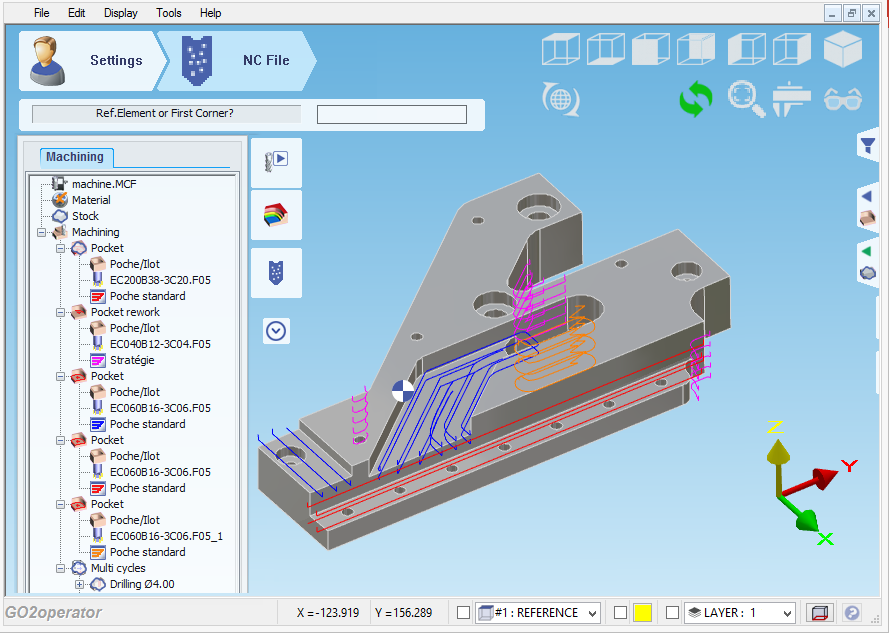 File Edit Display Tools Help
Settings NC File
Ref.Element or First Corner?
Machining
machine.MCF
Material
Stock
Machining
Pocket
Poche/Ilot
EC200B38-3C20.F05
Poche standard
Pocket rework
Poche/Ilot
EC040B12-3C04.F05
Stratégie
Pocket
Poche/Ilot
EC060B16-3C06.F05
Poche standard
Pocket
Poche/Ilot
EC060B16-3C06.F05
Poche standard
Pocket
Poche/Ilot
EC060B16-3C06.F05_1
Poche standard
Multi cycles
Drilling Ø4.00
Z
Y
X
GO2operator X =-123.919 Y =156.289 #1 : REFERENCE LAYER : 1